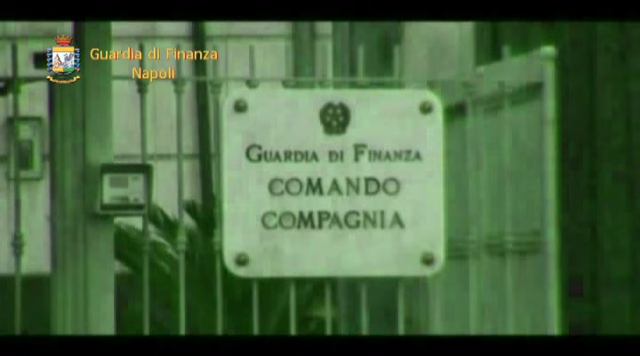 Guardia di Finanza
Napoli
GUARDIA DI FINANZA
COMANDO
COMPAGNIA